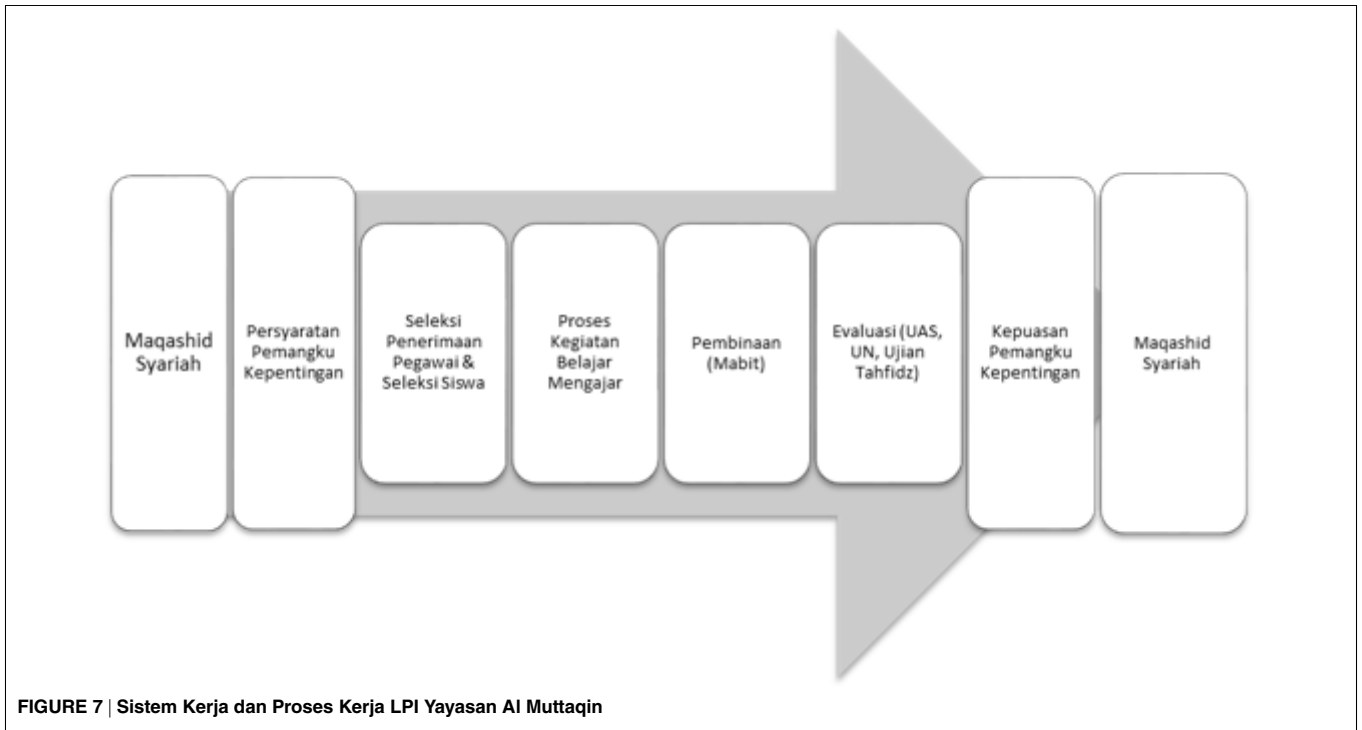 Maqashid
Syariah
Persyaratan
Pemangku
Kepentingan
Seleksi
Penerimaan
Pegawai &
Seleksi Siswa
Proses
Kegiatan
Belajar
Mengajar
Pembinaan
(Mabit)
Evaluasi (UAS,
UN, Ujian
Tahfidz)
Kepuasan
Pemangku
Kepentingan
Maqashid
Syariah
FIGURE 7 | Sistem Kerja dan Proses Kerja LPI Yayasan Al Muttaqin